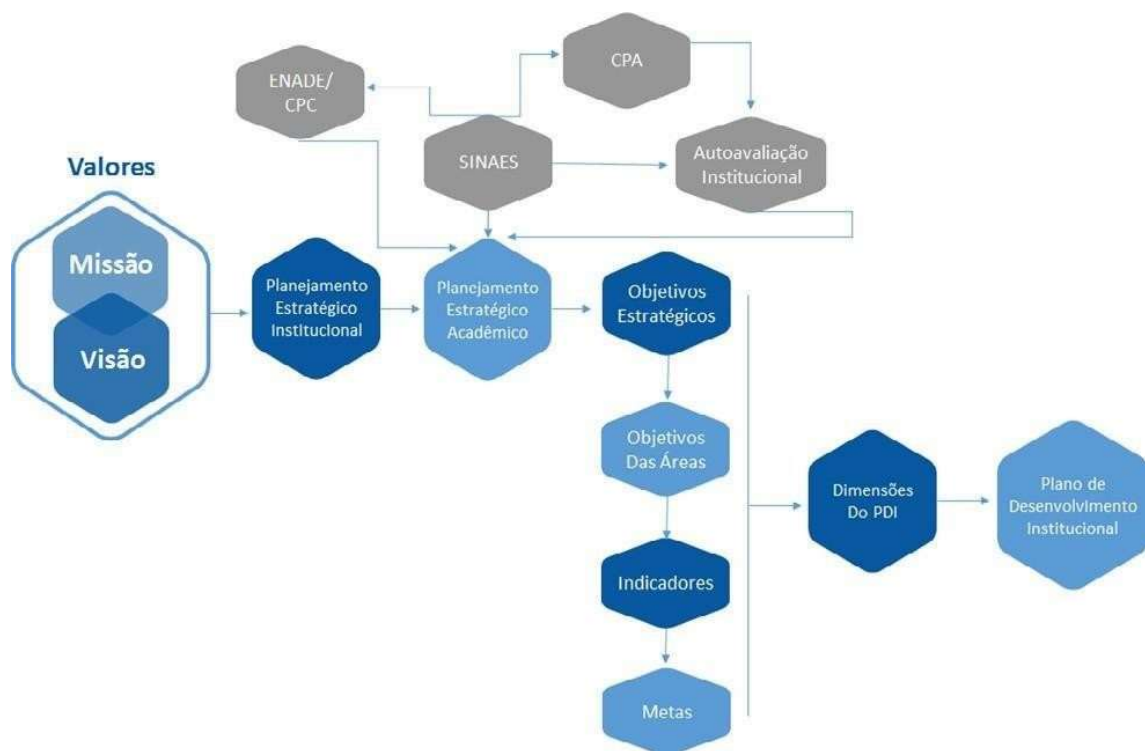 CPA
ENADE/
CPC
SINAES
Autoavaliação
Institucional
Valores
Missão
Visão
Planejamento
Estratégico
Institucional
Planejamento
Estratégico
Acadêmico
Objetivos
Estratégicos
Objetivos
Das Áreas
Indicadores
Metas
Dimensões
Do PDI
Plano de
Desenvolvimento
Institucional